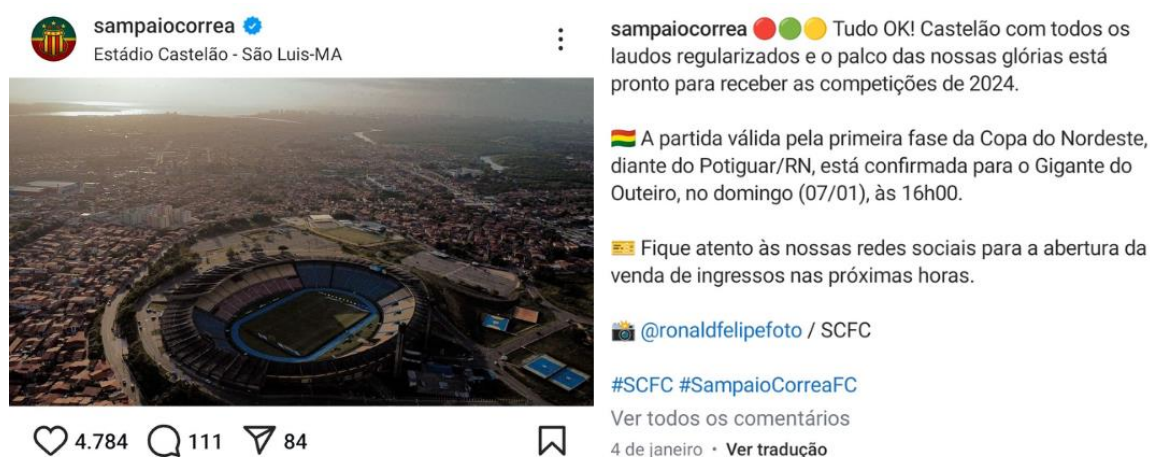 sampaiocorrea
Estádio Castelão - São Luis-MA
4.784 111 84
sampaiocorrea 🔴🟢🟡 Tudo OK! Castelão com todos os
laudos regularizados e o palco das nossas glórias está
pronto para receber as competições de 2024.
🇧🇴 A partida válida pela primeira fase da Copa do Nordeste,
diante do Potiguar/RN, está confirmada para o Gigante do
Outeiro, no domingo (07/01), às 16h00.
🎫 Fique atento às nossas redes sociais para a abertura da
venda de ingressos nas próximas horas.
📸 @ronaldfelipefoto / SCFC
#SCFC #SampaioCorreaFC
Ver todos os comentários
4 de janeiro • Ver tradução